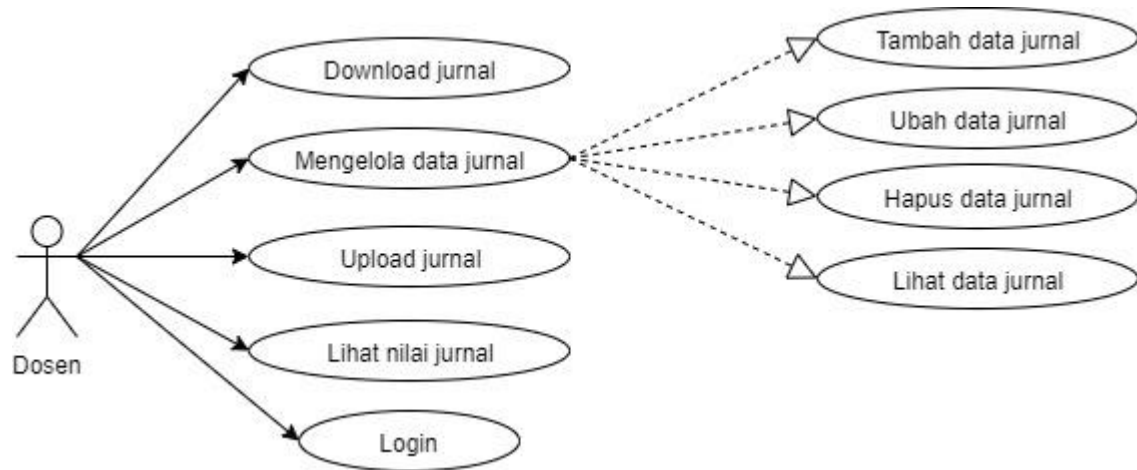 Tambah data jurnal
Download jurnal
Ubah data jurnal
Mengelola data jurnal
Hapus data jurnal
Upload jurnal
Lihat data jurnal
Lihat nilai jurnal
Dosen
Login